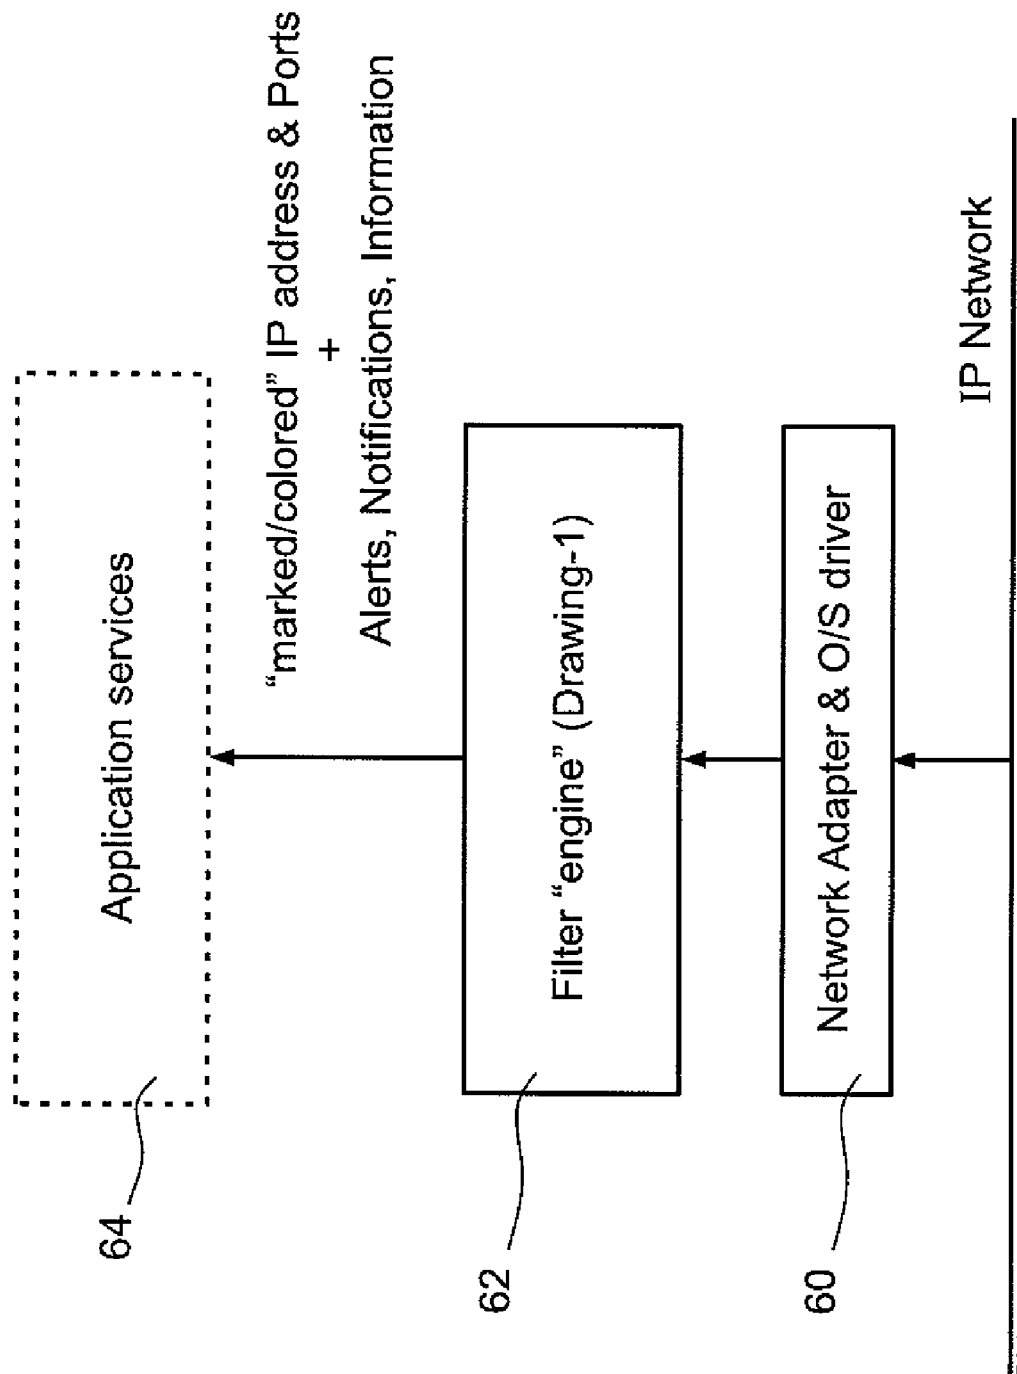 Application services
64
“marked/colored” IP address & Ports
+
Alerts, Notifications, Information
Filter “engine” (Drawing-1)
62
Network Adapter & O/S driver
60
IP Network